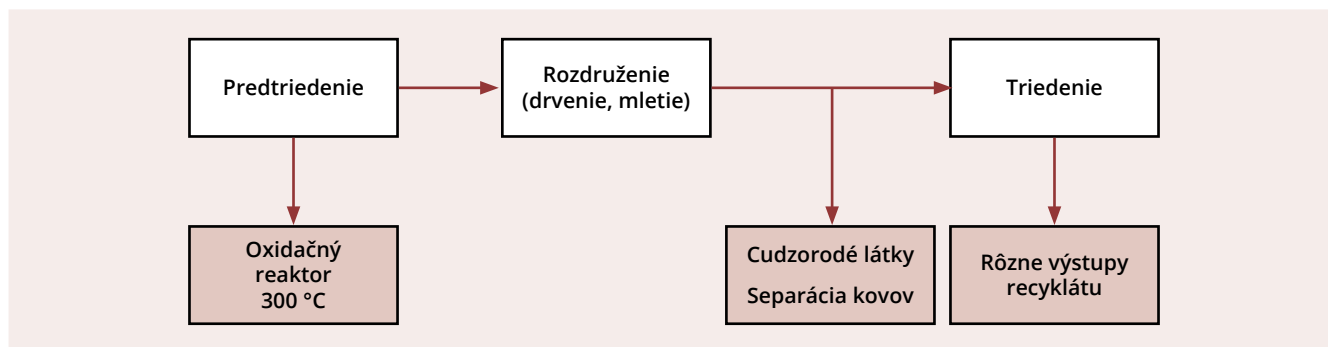 Predtriedenie
Rozdruženie
(drvenie, mletie)
Triedenie
Oxidačný
reaktor
300 °C
Cudzorodé látky
Separácia kovov
Rôzne výstupy
recyklátu